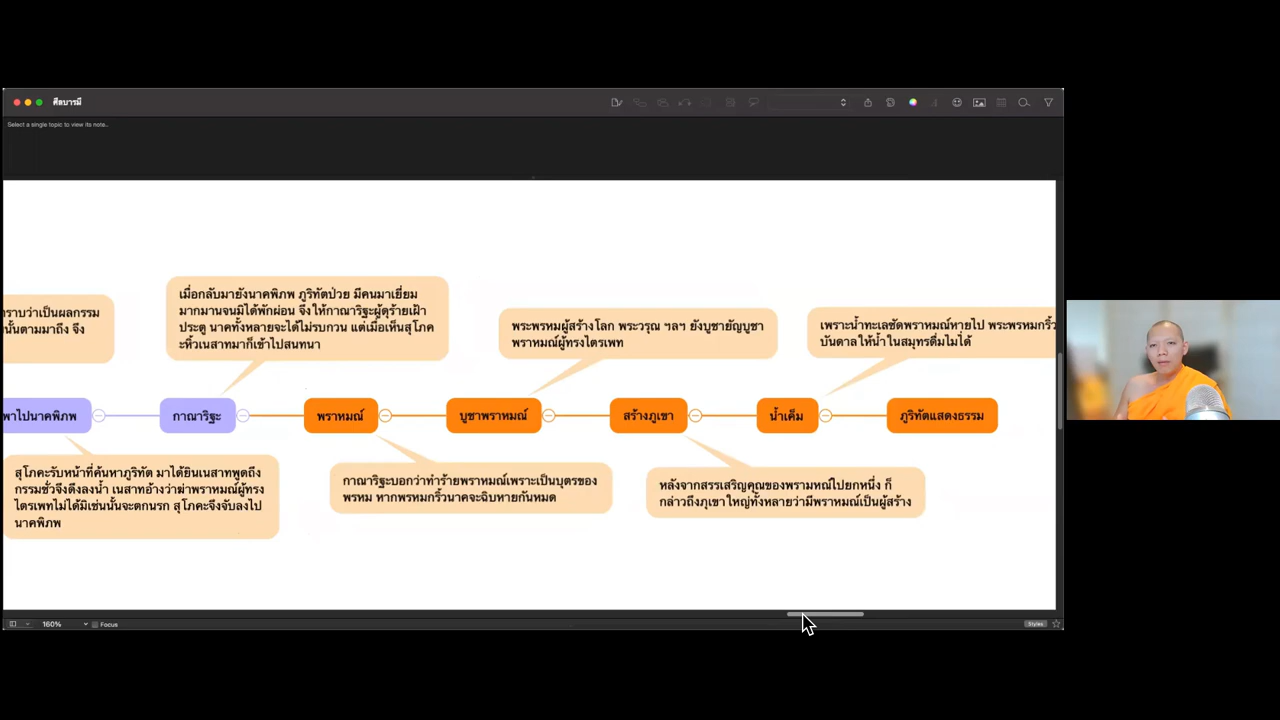 ศีลบารมี
Select a single topic to view its note..
เมื่อกลับมายังนาคพิภพ ภูริทัตป่วย มีคนมาเยี่ยม
มากมานจนมิได้พักผ่อน จึงให้กาณาริฐะผู้ดุร้ายเฝ้า
ประตู นาคทั้งหลายจะได้ไม่รบกวน แต่เมื่อเห็นสุโภค
ะหิ้วเนสาทมาก็เข้าไปสนทนา
ทราบว่าเป็นผลกรรม
นั้นตามมาถึง จึง
พระพรหมผู้สร้างโลก พระวรุณ ฯลฯ ยังบูชายัญบูชา
พราหมณ์ผู้ทรงไตรเพท
เพราะน้ำทะเลซัดพราหมณ์หายไป พระพรหมกริ้ว
บันดาลให้น้ำในสมุทรดื่มไม่ได้
พาไปนาคพิภพ
กาณาริฐะ
พราหมณ์
บูชาพราหมณ์
สร้างภูเขา
น้ำเค็ม
ภูริทัตแสดงธรรม
สุโภคะรับหน้าที่ค้นหาภูริทัต มาได้ยินเนสาทพูดถึง
กรรมชั่วจึงดึงลงน้ำ เนสาทอ้างว่าฆ่าพราหมณ์ผู้ทรง
ไตรเพทไม่ได้มิเช่นนั้นจะตกนรก สุโภคะจึงจับลงไป
นาคพิภพ
กาณาริฐะบอกว่าทำร้ายพราหมณ์เพราะเป็นบุตรของ
พรหม หากพรหมกริ้วนาคจะฉิบหายกันหมด
หลังจากสรรเสริญคุณของพรามหณ์ไปยกหนึ่ง ก็
กล่าวถึงภุเขาใหญ่ทั้งหลายว่ามีพราหมณ์เป็นผู้สร้าง
160%
Focus
Styles